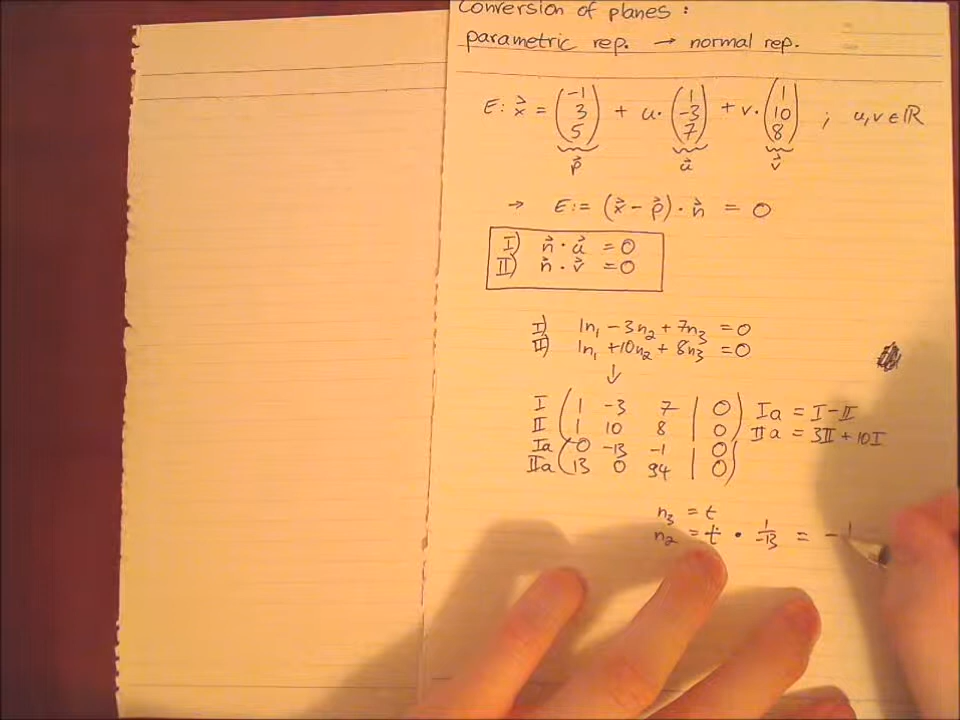 Conversion of planes :
parametric rep. → normal rep.
E: x⃗ = (-1 3 5) + u· (1 -3 7) + v· (1 10 8) ; u,v ∈ ℝ
p⃗ u⃗ v⃗
→ E:= (x⃗ - p⃗) · n⃗ = 0
I) n⃗ · u⃗ = 0
II) n⃗ · v⃗ = 0
I) 1n₁ - 3n₂ + 7n₃ = 0
II) 1n₁ + 10n₂ + 8n₃ = 0
↓
I ( 1 -3 7 | 0 ) Ia = I - II
II ( 1 10 8 | 0 ) IIa = 3II + 10I
Ia ( 0 -13 -1 | 0 )
IIa ( 13 0 94 | 0 )
n₃ = t
n₂ = t · 1/-13 = - 1